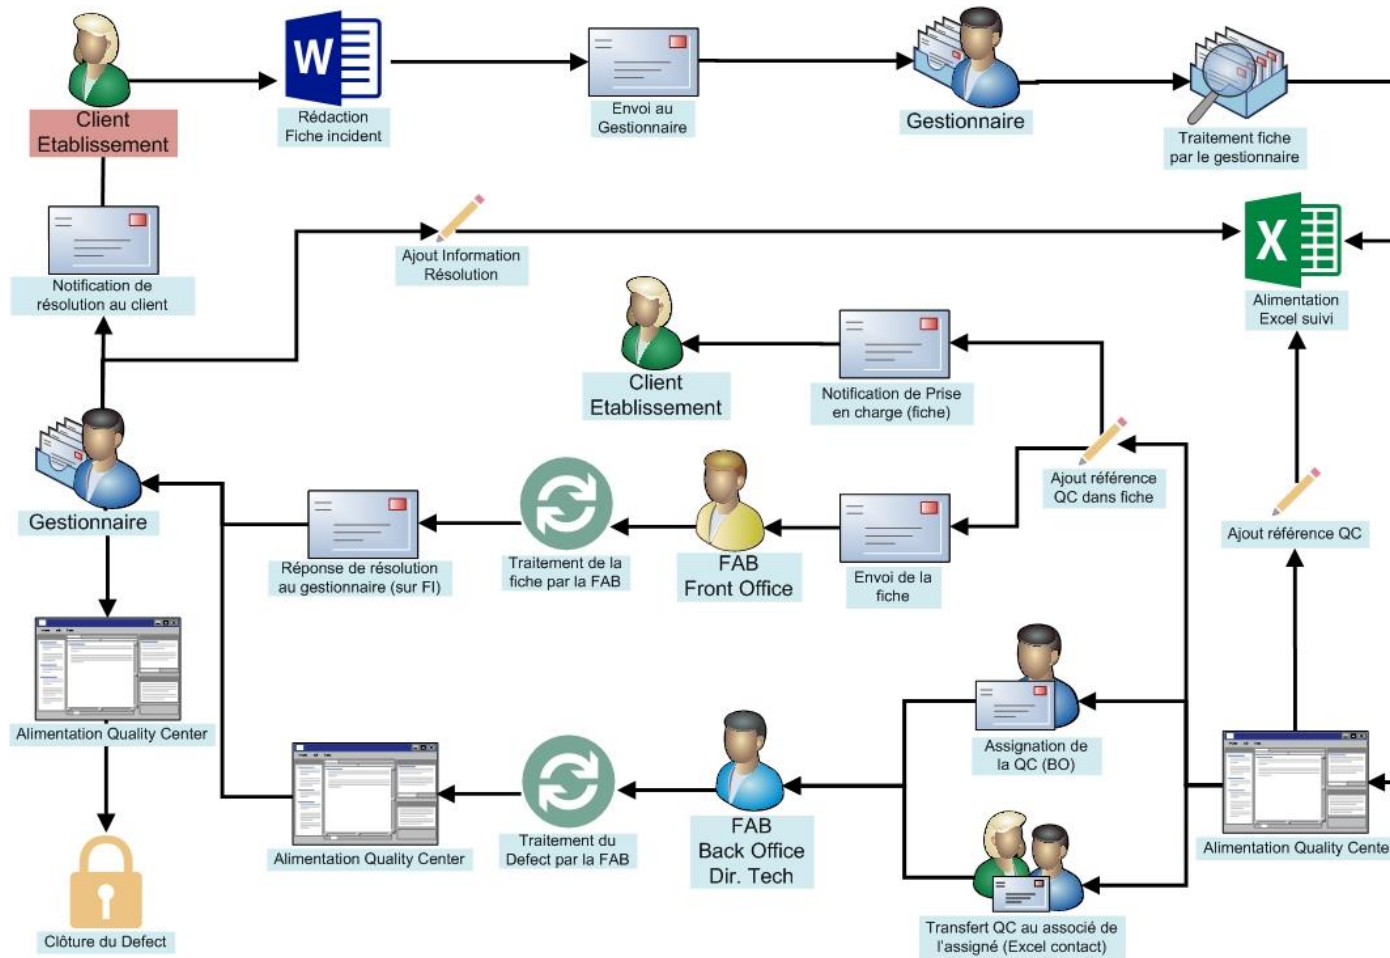 Client
Etablissement
W
Rédaction
Fiche incident
Envoi au
Gestionnaire
Gestionnaire
Traitement fiche
par le gestionnaire
Notification de
résolution au client
Ajout Information
Résolution
X
Alimentation
Excel suivi
Client
Etablissement
Notification de Prise
en charge (fiche)
Ajout référence
QC dans fiche
Ajout référence QC
Gestionnaire
Réponse de résolution
au gestionnaire (sur FI)
Traitement de la
fiche par la FAB
FAB
Front Office
Envoi de la
fiche
Alimentation Quality Center
Assignation de
la QC (BO)
Alimentation Quality Center
Traitement du
Defect par la FAB
FAB
Back Office
Dir. Tech
Alimentation Quality Cente
Transfert QC au associé de
l'assigné (Excel contact)
Clôture du Defect